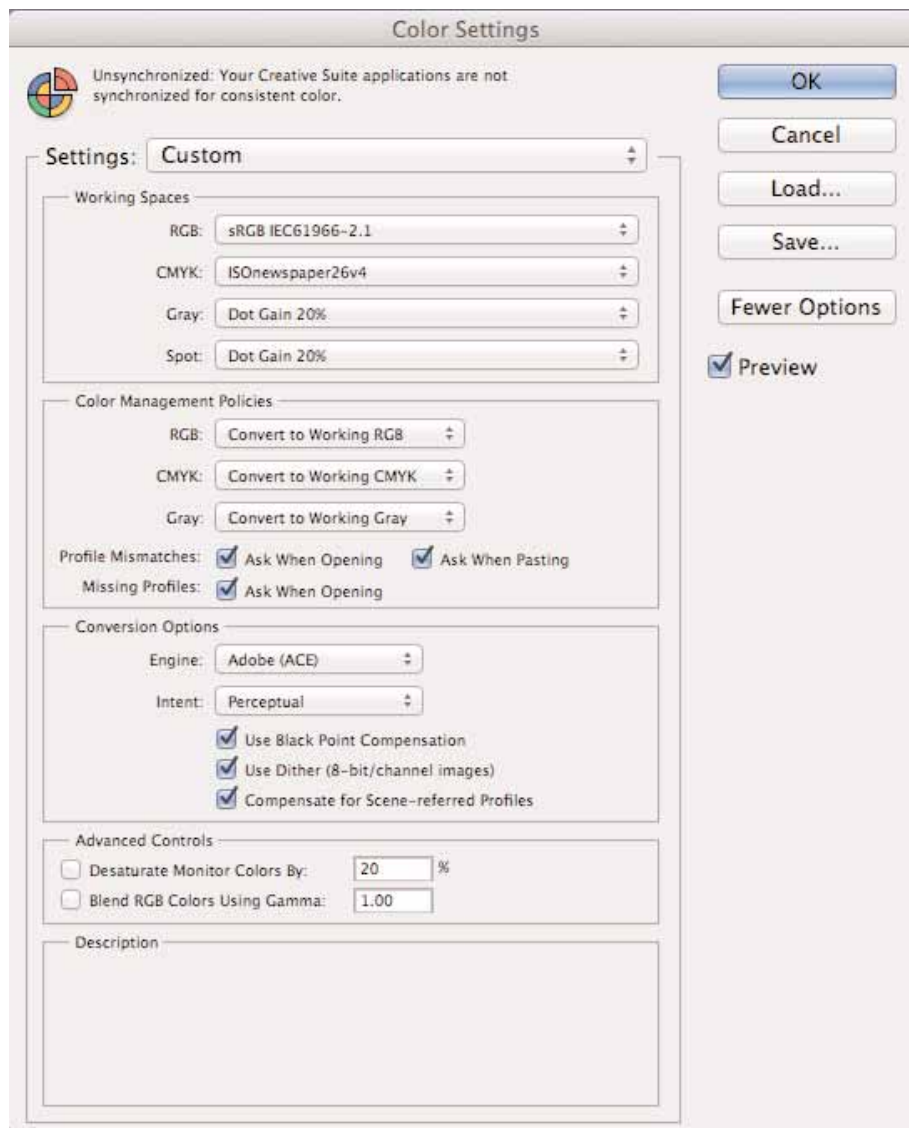 Color Settings
Unsynchronized: Your Creative Suite applications are not
synchronized for consistent color.
OK
Cancel
Load...
Save...
Fewer Options
Preview
Settings: Custom
Working Spaces
RGB: sRGB IEC61966-2.1
CMYK: ISOnewspaper26v4
Gray: Dot Gain 20%
Spot: Dot Gain 20%
Color Management Policies
RGB: Convert to Working RGB
CMYK: Convert to Working CMYK
Gray: Convert to Working Gray
Profile Mismatches: Ask When Opening Ask When Pasting
Missing Profiles: Ask When Opening
Conversion Options
Engine: Adobe (ACE)
Intent: Perceptual
Use Black Point Compensation
Use Dither (8-bit/channel images)
Compensate for Scene-referred Profiles
Advanced Controls
Desaturate Monitor Colors By: 20 %
Blend RGB Colors Using Gamma: 1.00
Description